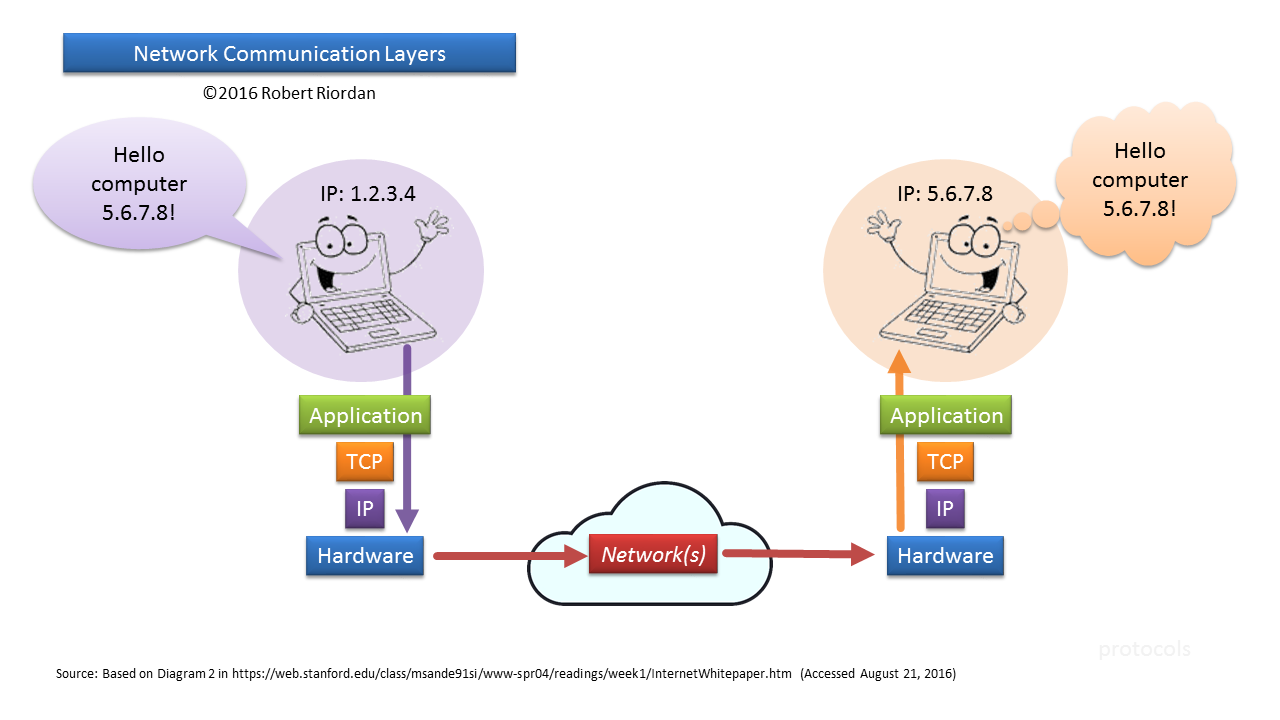 Network Communication Layers
©2016 Robert Riordan
Hello
computer
5.6.7.8!
IP: 1.2.3.4
IP: 5.6.7.8
Hello
computer
5.6.7.8!
Application
TCP
IP
Hardware
Network(s)
Application
TCP
IP
Hardware
protocols
Source: Based on Diagram 2 in https://web.stanford.edu/class/msande91si/www-spr04/readings/week1/InternetWhitepaper.htm (Accessed August 21, 2016)